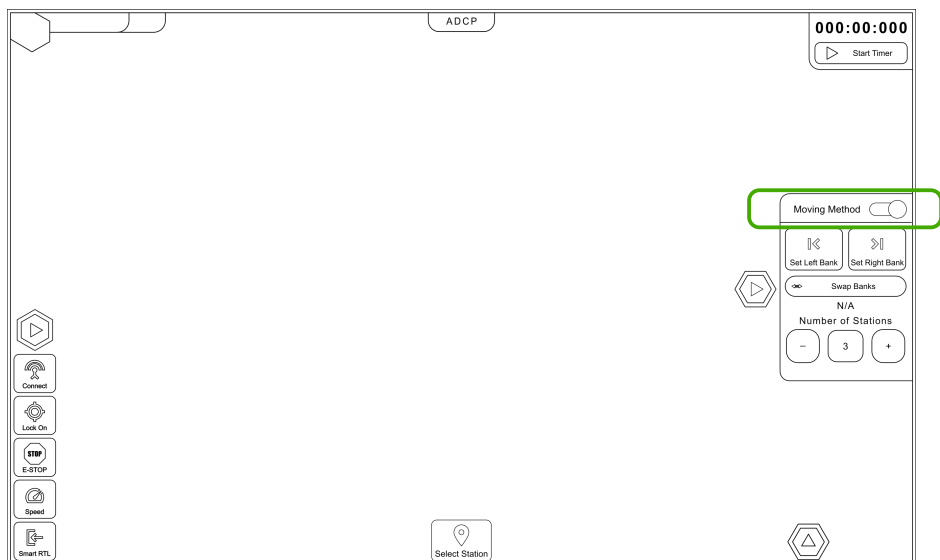 ADCP
000:00:000
Start Timer
Moving Method
Set Left Bank
Set Right Bank
Swap Banks
N/A
Number of Stations
- 3 +
Connect
Lock On
STOP
E-STOP
Speed
Smart RTL
Select Station